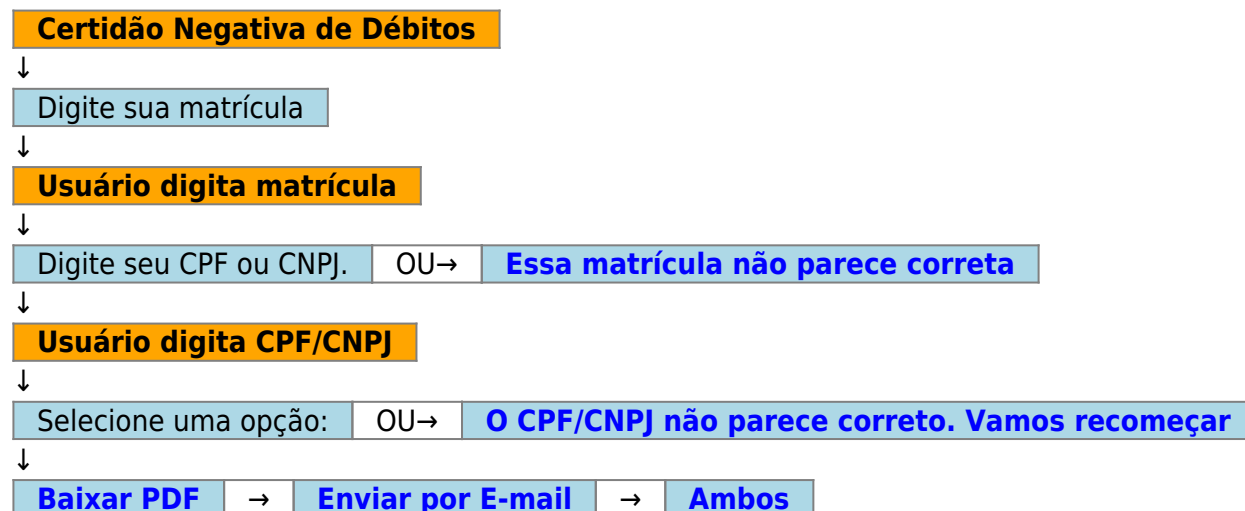 Certidão Negativa de Débitos
↓
Digite sua matrícula
↓
Usuário digita matrícula
↓
Digite seu CPF ou CNPJ. OU→ Essa matrícula não parece correta
↓
Usuário digita CPF/CNPJ
↓
Selecione uma opção: OU→ O CPF/CNPJ não parece correto. Vamos recomeçar
↓
Baixar PDF → Enviar por E-mail → Ambos